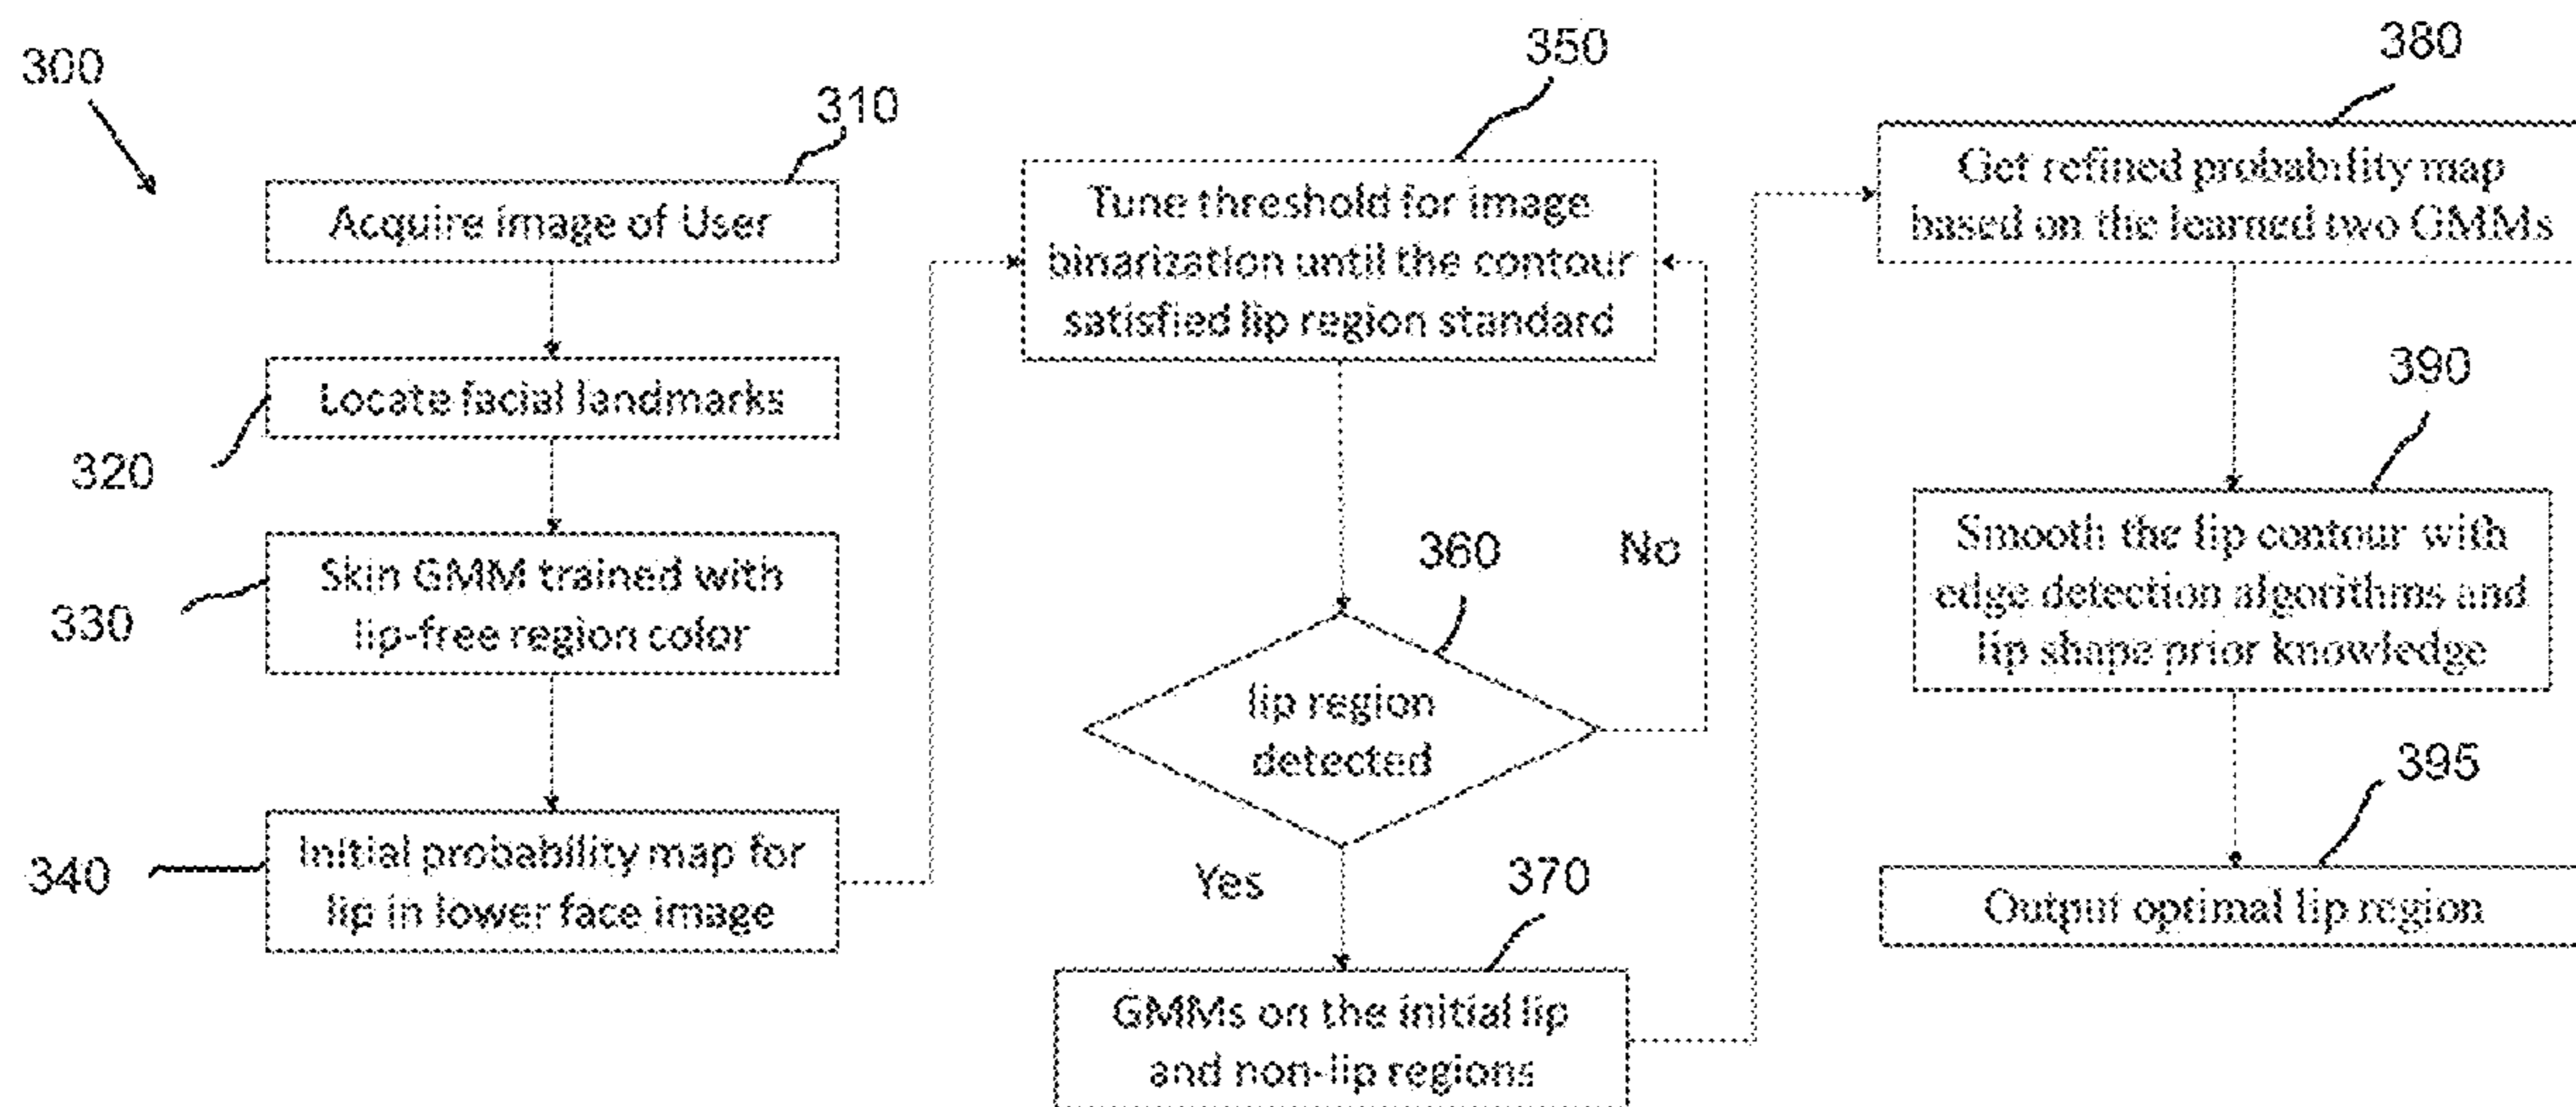 300
310
Acquire image of User
320
Locate facial landmarks
330
Skin GMM trained with
lip-free region color
340
Initial probability map for
lip in lower face image
350
Tune threshold for image
binarization until the contour
satisfied lip region standard
360
No
lip region
detected
Yes
370
GMMs on the initial lip
and non-lip regions
380
Get refined probability map
based on the learned two GMMs
390
Smooth the lip contour with
edge detection algorithms and
lip shape prior knowledge
395
Output optimal lip region